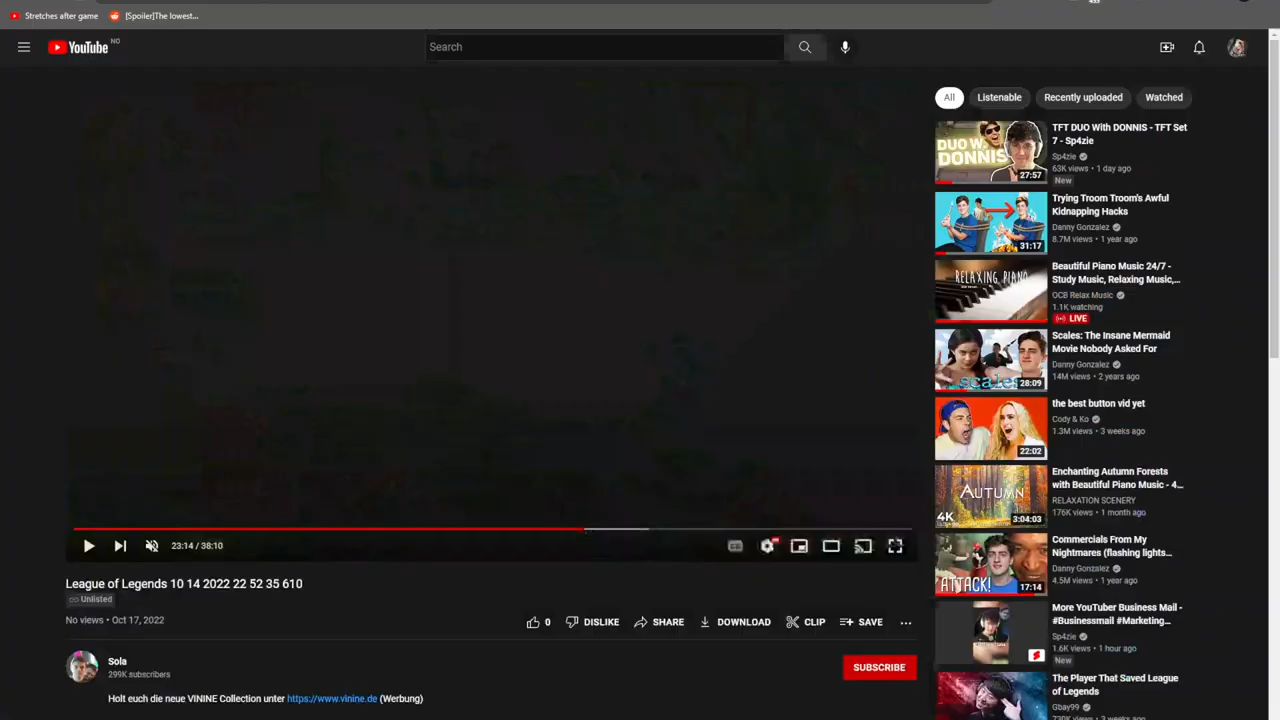 Stretches after game
[Spoiler]The lowest...
YouTube NO
Search
All
Listenable
Recently uploaded
Watched
DUO W.
DONNIS
27:57
TFT DUO With DONNIS - TFT Set
7 - Sp4zie
Sp4zie
63K views • 1 day ago
New
31:17
Trying Troom Troom's Awful
Kidnapping Hacks
Danny Gonzalez
8.7M views • 1 year ago
RELAXING PIANO
Beautiful Piano Music 24/7 -
Study Music, Relaxing Music,...
OCB Relax Music
1.1K watching
LIVE
scales
28:09
Scales: The Insane Mermaid
Movie Nobody Asked For
Danny Gonzalez
14M views • 2 years ago
22:02
the best button vid yet
Cody & Ko
1.3M views • 3 weeks ago
AUTUMN
4K
3:04:03
Enchanting Autumn Forests
with Beautiful Piano Music - 4...
RELAXATION SCENERY
176K views • 1 month ago
ATTACK!
17:14
Commercials From My
Nightmares (flashing lights...
Danny Gonzalez
4.5M views • 1 year ago
More YouTuber Business Mail -
#Businessmail #Marketing...
Sp4zie
1.6K views • 1 hour ago
New
The Player That Saved League
of Legends
Gbay99
730K views • 3 weeks ago
23:14 / 38:10
League of Legends 10 14 2022 22 52 35 610
Unlisted
No views • Oct 17, 2022
0
DISLIKE
SHARE
DOWNLOAD
CLIP
SAVE
Sola
299K subscribers
SUBSCRIBE
Holt euch die neue VININE Collection unter https://www.vinine.de (Werbung)